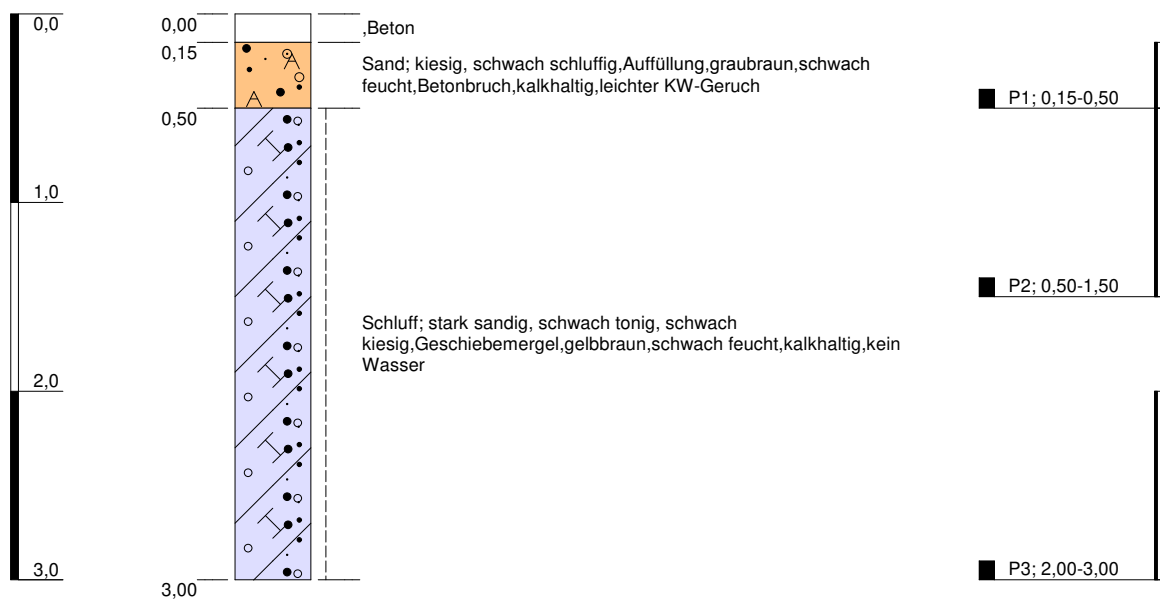 0,0
0,00
,Beton
0,15
Sand; kiesig, schwach schluffig,Auffüllung,graubraun,schwach
feucht,Betonbruch,kalkhaltig,leichter KW-Geruch
P1; 0,15-0,50
0,50
1,0
P2; 0,50-1,50
Schluff; stark sandig, schwach tonig, schwach
kiesig,Geschiebemergel,gelbbraun,schwach feucht,kalkhaltig,kein
Wasser
2,0
3,0
P3; 2,00-3,00
3,00
A
A